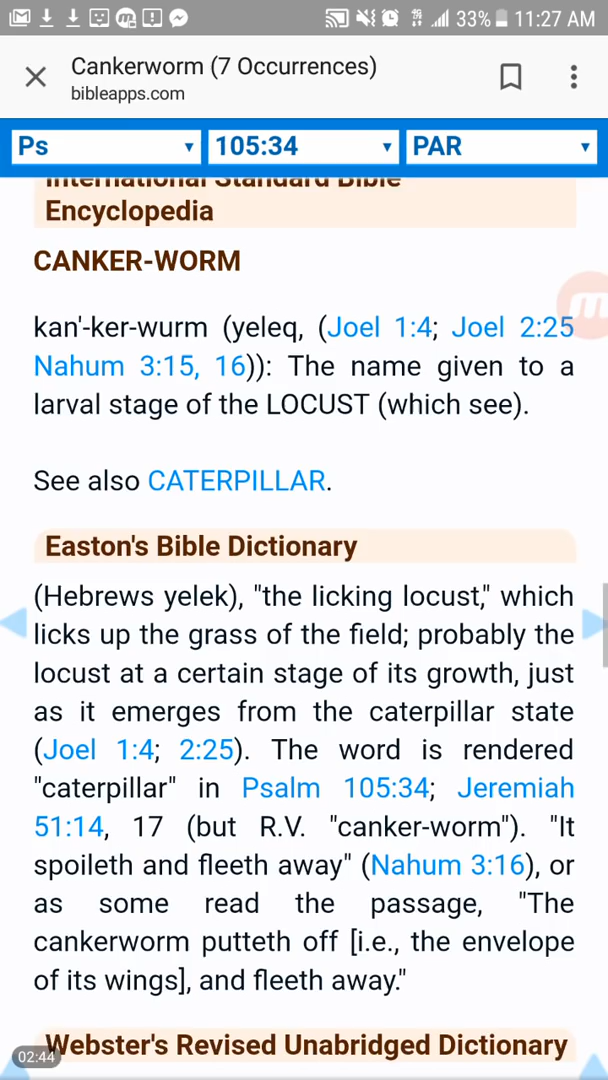 33% 11:27 AM
Cankerworm (7 Occurrences)
bibleapps.com
Ps 105:34 PAR
International Standard Bible
Encyclopedia
CANKER-WORM
kan'-ker-wurm (yeleq, (Joel 1:4; Joel 2:25
Nahum 3:15, 16)): The name given to a
larval stage of the LOCUST (which see).
See also CATERPILLAR.
Easton's Bible Dictionary
(Hebrews yelek), "the licking locust," which
licks up the grass of the field; probably the
locust at a certain stage of its growth, just
as it emerges from the caterpillar state
(Joel 1:4; 2:25). The word is rendered
"caterpillar" in Psalm 105:34; Jeremiah
51:14, 17 (but R.V. "canker-worm"). "It
spoileth and fleeth away" (Nahum 3:16), or
as some read the passage, "The
cankerworm putteth off [i.e., the envelope
of its wings], and fleeth away."
Webster's Revised Unabridged Dictionary
02:44